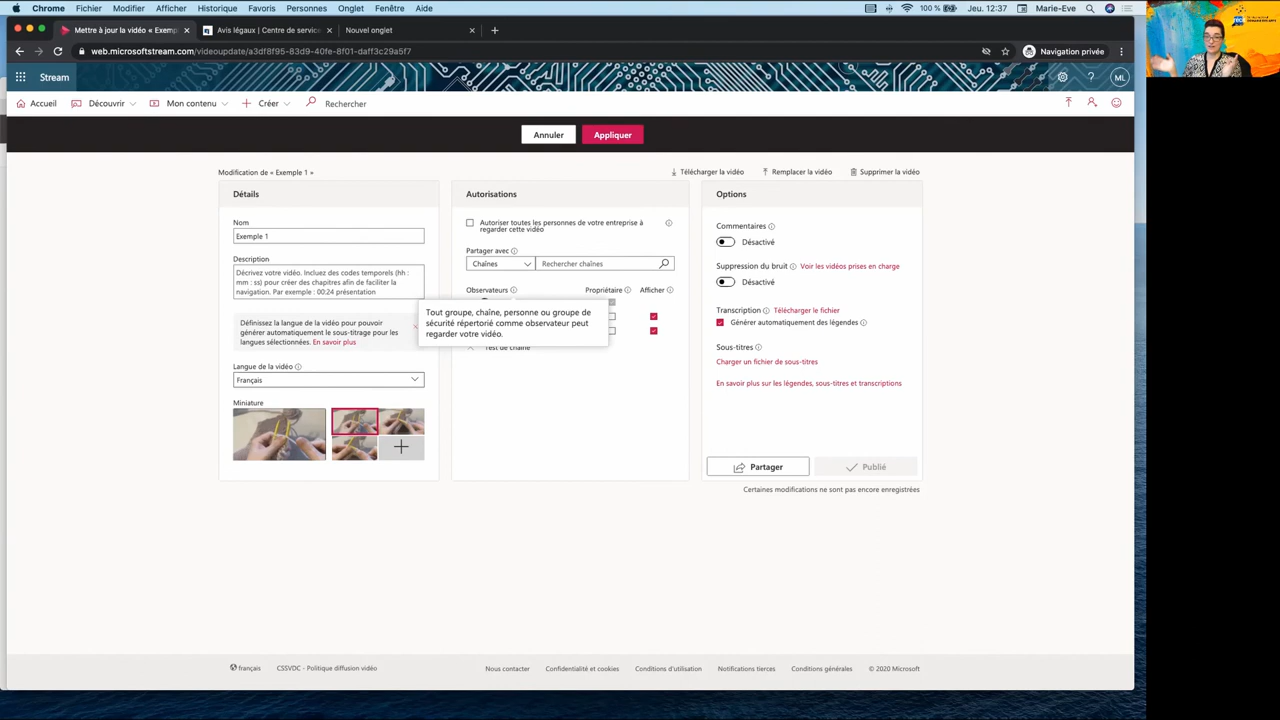 Chrome Fichier Modifier Afficher Historique Favoris Personnes Onglet Fenêtre Aide 100 % Jeu. 12:37 Marie-Eve
Mettre à jour la vidéo « Exemple 1 Avis légaux | Centre de service Nouvel onglet
web.microsoftstream.com/videoupdate/a3df8f95-83d9-40fe-8f01-daff3c29a5f7 Navigation privée
Stream ML
Accueil Découvrir Mon contenu Créer Rechercher
Annuler Appliquer
Modification de « Exemple 1 » Télécharger la vidéo Remplacer la vidéo Supprimer la vidéo
Détails
Nom
Exemple 1
Description
Décrivez votre vidéo. Incluez des codes temporels (hh :
mm : ss) pour créer des chapitres afin de faciliter la
navigation. Par exemple : 00:24 présentation
Définissez la langue de la vidéo pour pouvoir
générer automatiquement le sous-titrage pour les
langues sélectionnées. En savoir plus
Langue de la vidéo
Français
Miniature
Autorisations
Autoriser toutes les personnes de votre entreprise à
regarder cette vidéo
Partager avec
Chaînes Rechercher chaînes
Observateurs Propriétaire Afficher
Tout groupe, chaîne, personne ou groupe de
sécurité répertorié comme observateur peut
regarder votre vidéo.
Test de chaîne
Options
Commentaires
Désactivé
Suppression du bruit Voir les vidéos prises en charge
Désactivé
Transcription Télécharger le fichier
Générer automatiquement des légendes
Sous-titres
Charger un fichier de sous-titres
En savoir plus sur les légendes, sous-titres et transcriptions
Partager Publié
Certaines modifications ne sont pas encore enregistrées
français CSSVDC - Politique diffusion vidéo Nous contacter Confidentialité et cookies Conditions d'utilisation Notifications tierces Conditions générales © 2020 Microsoft